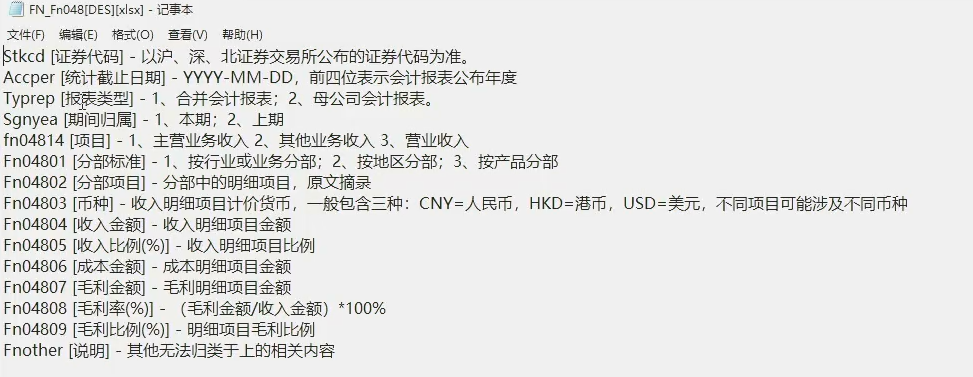 FN_Fn048[DES][xlsx] - 记事本
文件(F) 编辑(E) 格式(O) 查看(V) 帮助(H)
Stkcd [证券代码] - 以沪、深、北证券交易所公布的证券代码为准。
Accper [统计截止日期] - YYYY-MM-DD，前四位表示会计报表公布年度
Typrep [报表类型] - 1、合并会计报表；2、母公司会计报表。
Sgnyea [期间归属] - 1、本期；2、上期
fn04814 [项目] - 1、主营业务收入 2、其他业务收入 3、营业收入
Fn04801 [分部标准] - 1、按行业或业务分部；2、按地区分部；3、按产品分部
Fn04802 [分部项目] - 分部中的明细项目，原文摘录
Fn04803 [币种] - 收入明细项目计价货币，一般包含三种：CNY=人民币，HKD=港币，USD=美元，不同项目可能涉及不同币种
Fn04804 [收入金额] - 收入明细项目金额
Fn04805 [收入比例(%)] - 收入明细项目比例
Fn04806 [成本金额] - 成本明细项目金额
Fn04807 [毛利金额] - 毛利明细项目金额
Fn04808 [毛利率(%)] - （毛利金额/收入金额）*100%
Fn04809 [毛利比例(%)] - 明细项目毛利比例
Fnother [说明] - 其他无法归类于上的相关内容